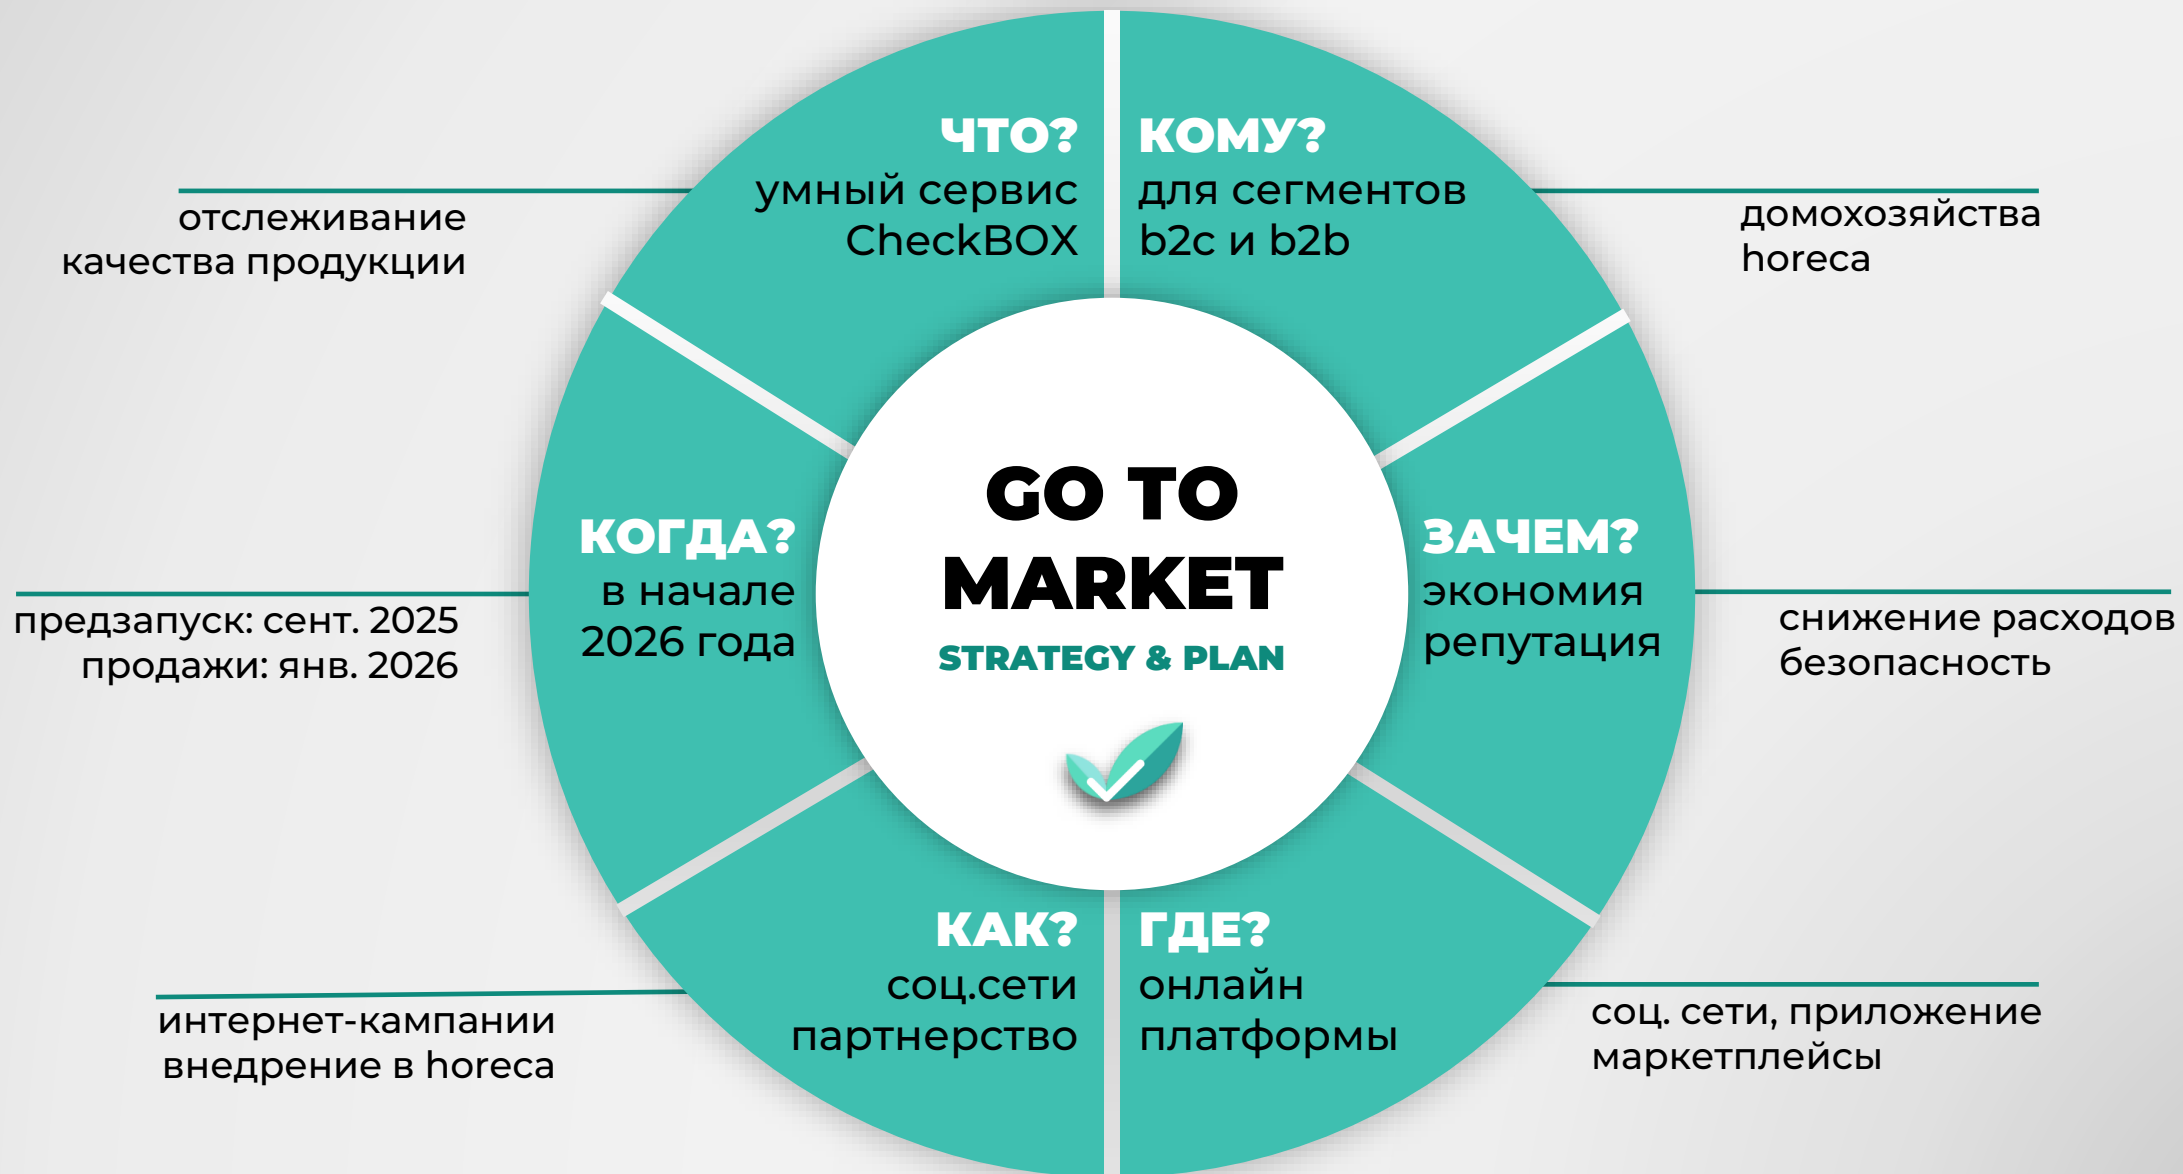 ЧТО?
умный сервис
CheckBOX
отслеживание
качества продукции
КОМУ?
для сегментов
b2c и b2b
домохозяйства
horeca
КОГДА?
в начале
2026 года
предзапуск: сент. 2025
продажи: янв. 2026
GO TO
MARKET
STRATEGY & PLAN
ЗАЧЕМ?
экономия
репутация
снижение расходов
безопасность
КАК?
соц.сети
партнерство
интернет-кампании
внедрение в horeca
ГДЕ?
онлайн
платформы
соц. сети, приложение
маркетплейсы